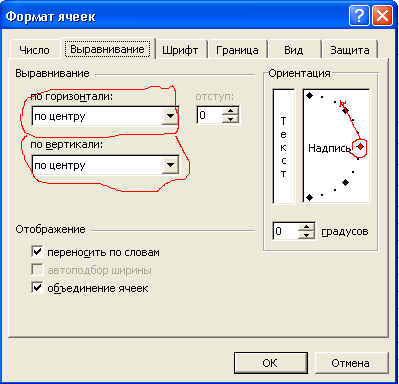 Формат ячеек
Число
Выравнивание
Шрифт
Граница
Вид
Защита
Выравнивание
по горизонтали:
отступ:
по центру
0
по вертикали:
по центру
Ориентация
Текст
Надпись
0 градусов
Отображение
переносить по словам
автоподбор ширины
объединение ячеек
OK
Отмена